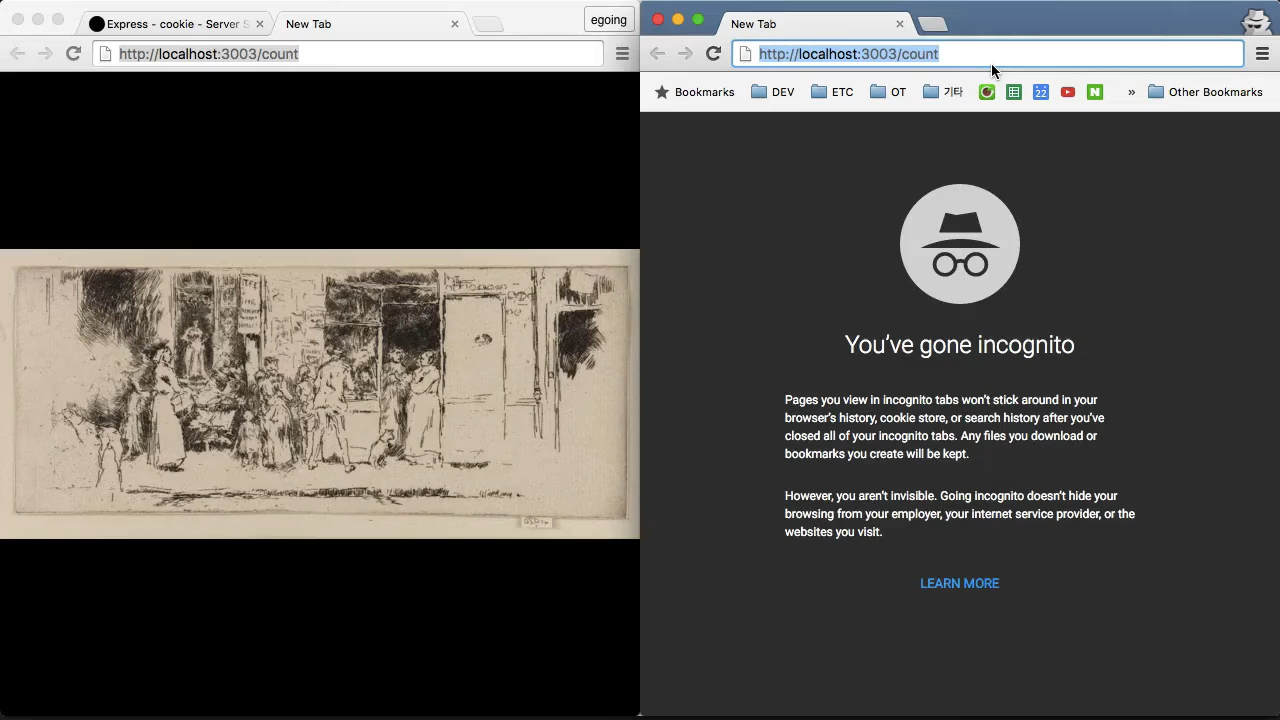 Express - cookie - Server S
New Tab
egoing
http://localhost:3003/count
New Tab
http://localhost:3003/count
Bookmarks
DEV
ETC
OT
기타
22
N
»
Other Bookmarks
You've gone incognito
Pages you view in incognito tabs won't stick around in your
browser's history, cookie store, or search history after you've
closed all of your incognito tabs. Any files you download or
bookmarks you create will be kept.
However, you aren't invisible. Going incognito doesn't hide your
browsing from your employer, your internet service provider, or the
websites you visit.
LEARN MORE